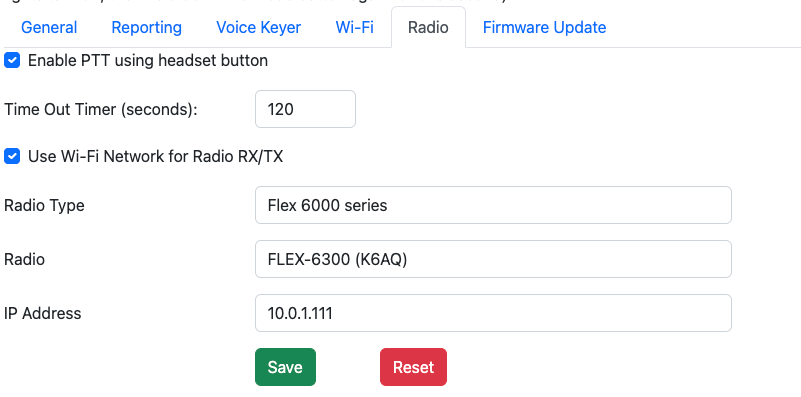 General Reporting Voice Keyer Wi-Fi Radio Firmware Update
Enable PTT using headset button
Time Out Timer (seconds): 120
Use Wi-Fi Network for Radio RX/TX
Radio Type Flex 6000 series
Radio FLEX-6300 (K6AQ)
IP Address 10.0.1.111
Save Reset